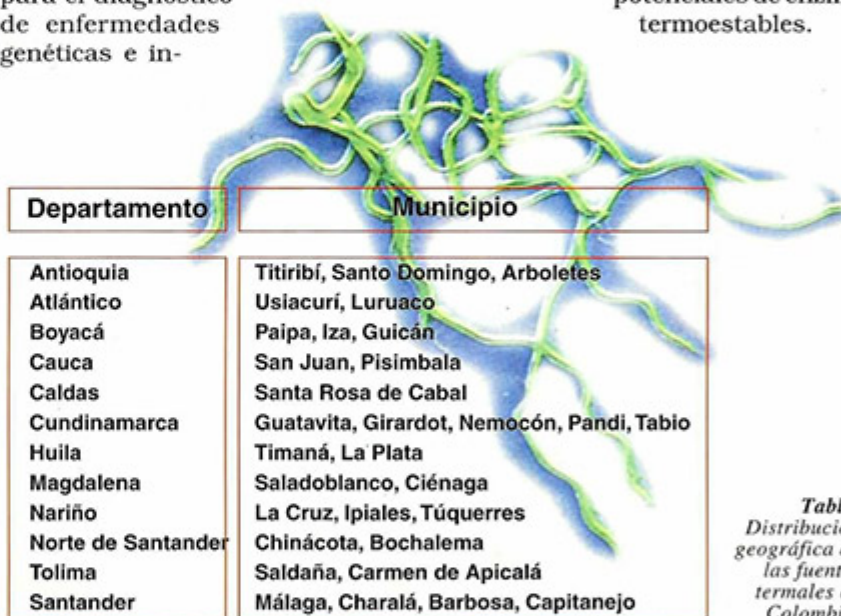 para el diagnóstico
de enfermedades
genéticas e in-
potenciales de
termoestables.
Departamento Municipio
Antioquia Titiribí, Santo Domingo, Arboletes
Atlántico Usiacurí, Luruaco
Boyacá Paipa, Iza, Guicán
Cauca San Juan, Pisimbala
Caldas Santa Rosa de Cabal
Cundinamarca Guatavita, Girardot, Nemocón, Pandi, Tabio
Huila Timaná, La Plata
Magdalena Saladoblanco, Ciénaga
Nariño La Cruz, Ipiales, Túquerres
Norte de Santander Chinácota, Bochalema
Tolima Saldaña, Carmen de Apicalá
Santander Málaga, Charalá, Barbosa, Capitanejo
geográfica
las
termales